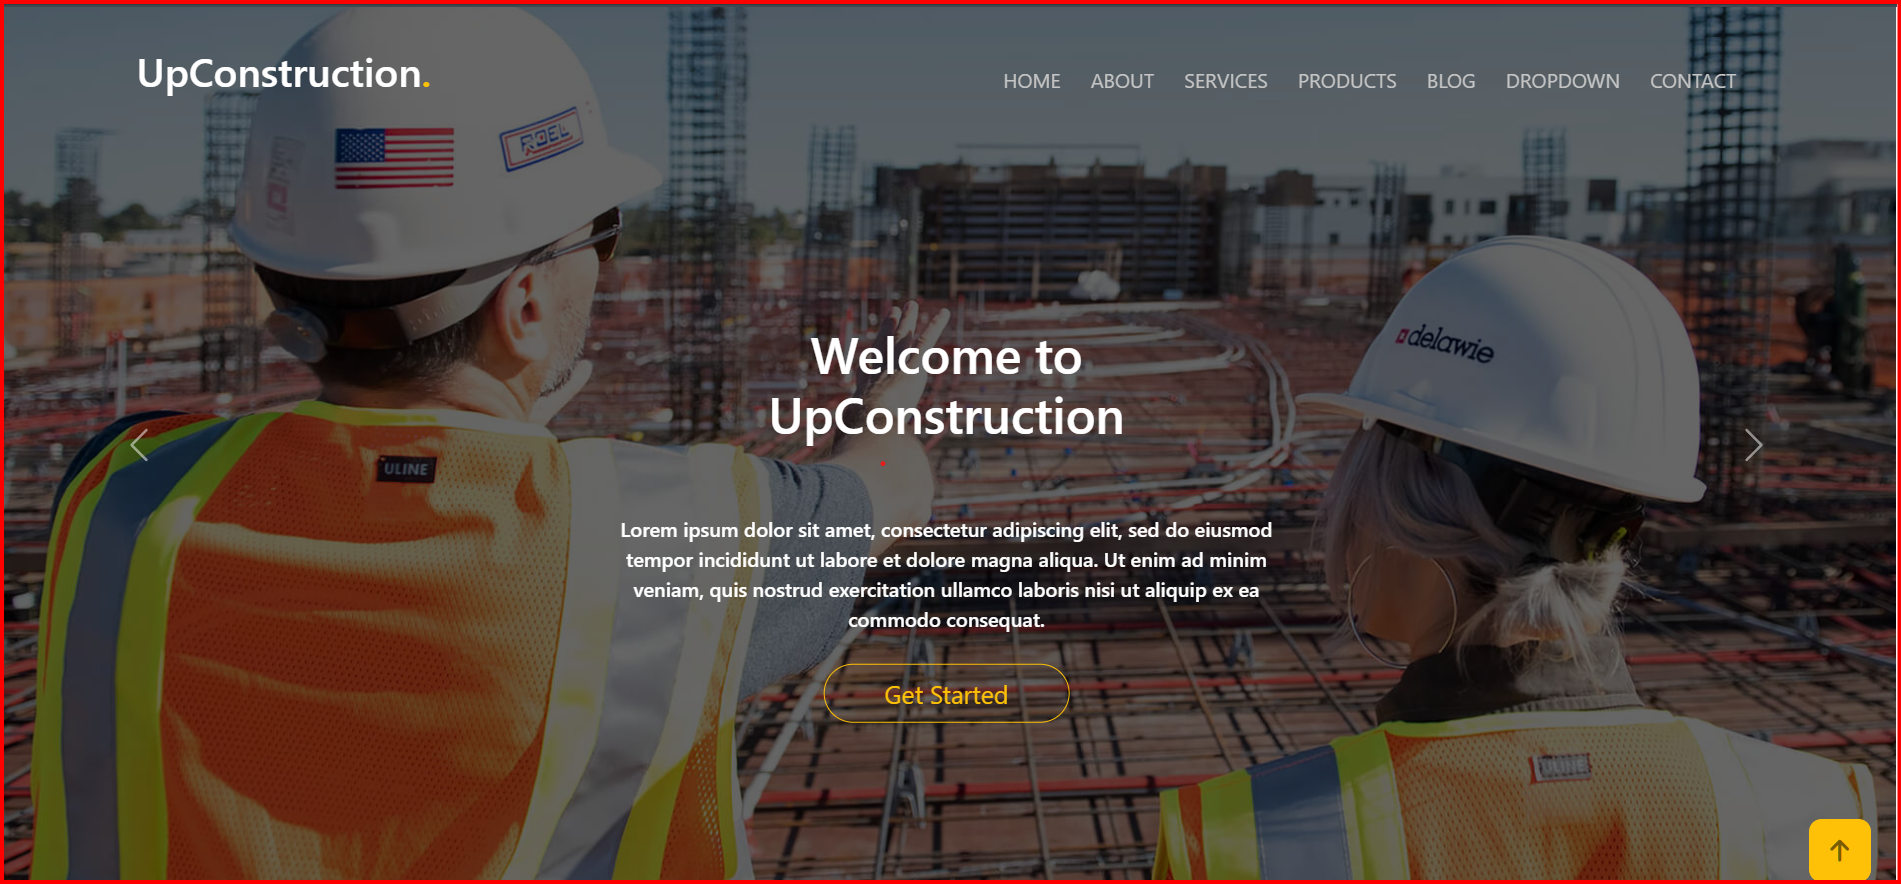 UpConstruction.
HOME ABOUT SERVICES PRODUCTS BLOG DROPDOWN CONTACT
ROEL
delawie
Welcome to
UpConstruction
ULINE
Lorem ipsum dolor sit amet, consectetur adipiscing elit, sed do eiusmod
tempor incididunt ut labore et dolore magna aliqua. Ut enim ad minim
veniam, quis nostrud exercitation ullamco laboris nisi ut aliquip ex ea
commodo consequat.
Get Started
ULINE